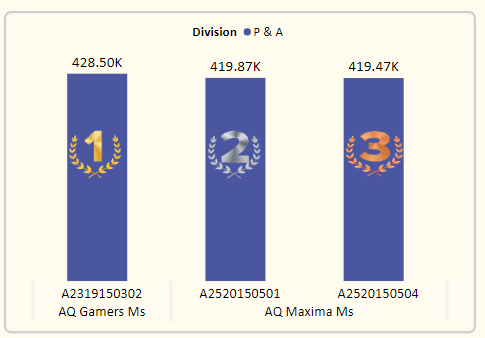 Division P & A
428.50K 419.87K 419.47K
1 2 3
A2319150302 A2520150501 A2520150504
AQ Gamers Ms AQ Maxima Ms